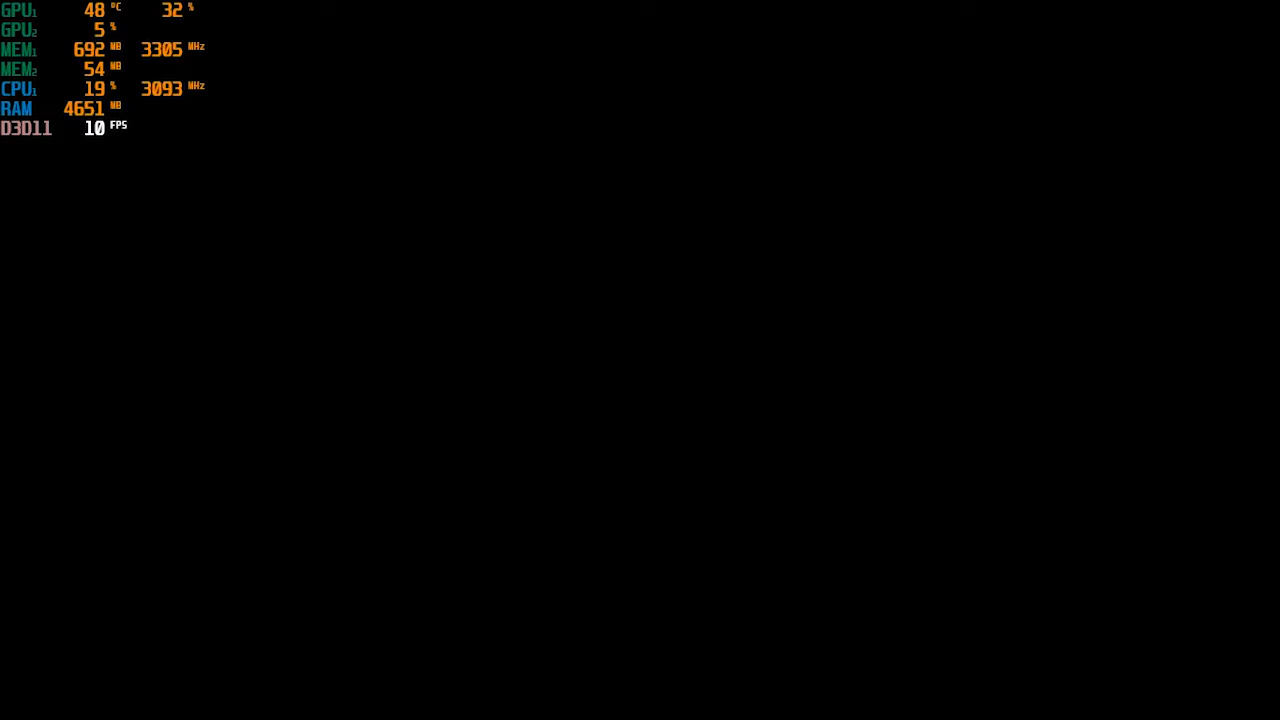 GPU1 48 °C 32 %
GPU2 5 %
MEM1 692 MB 3305 MHz
MEM2 54 MB
CPU1 19 % 3093 MHz
RAM 4651 MB
D3D11 10 FPS